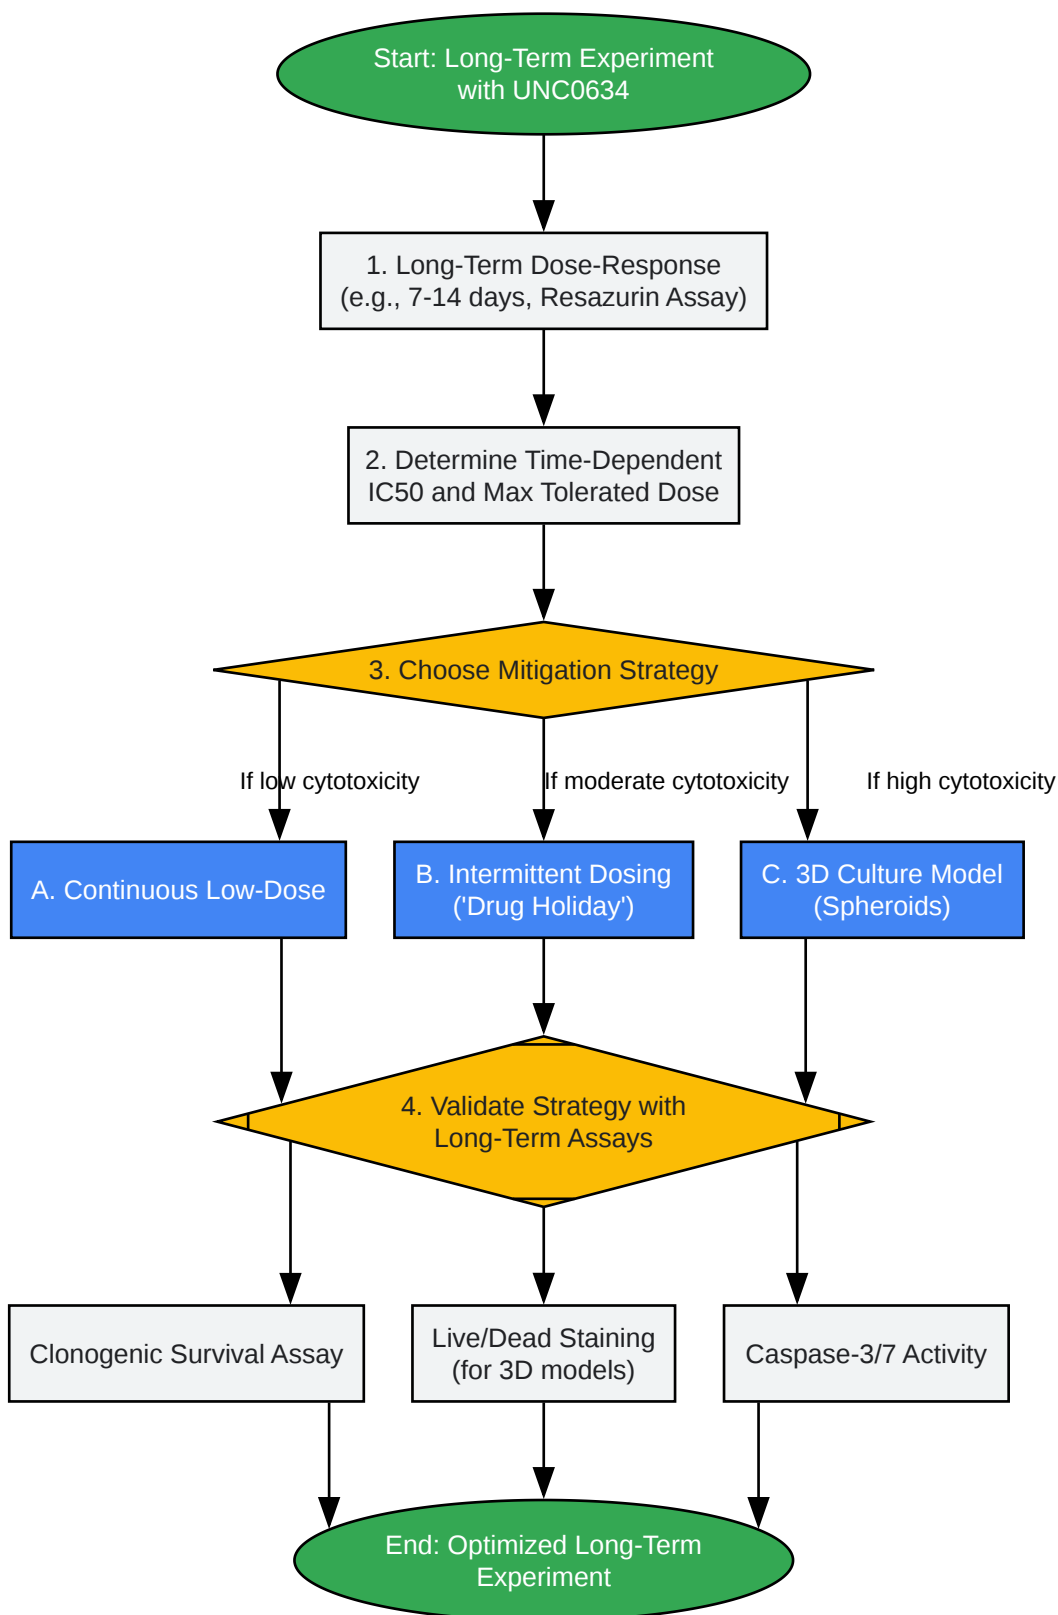 Start: Long-Term Experiment
with UNC0634
1. Long-Term Dose-Response
(e.g., 7-14 days, Resazurin Assay)
2. Determine Time-Dependent
IC50 and Max Tolerated Dose
3. Choose Mitigation Strategy
If low cytotoxicity
If moderate cytotoxicity
If high cytotoxicity
A. Continuous Low-Dose
B. Intermittent Dosing
('Drug Holiday')
C. 3D Culture Model
(Spheroids)
4. Validate Strategy with
Long-Term Assays
Clonogenic Survival Assay
Live/Dead Staining
(for 3D models)
Caspase-3/7 Activity
End: Optimized Long-Term
Experiment